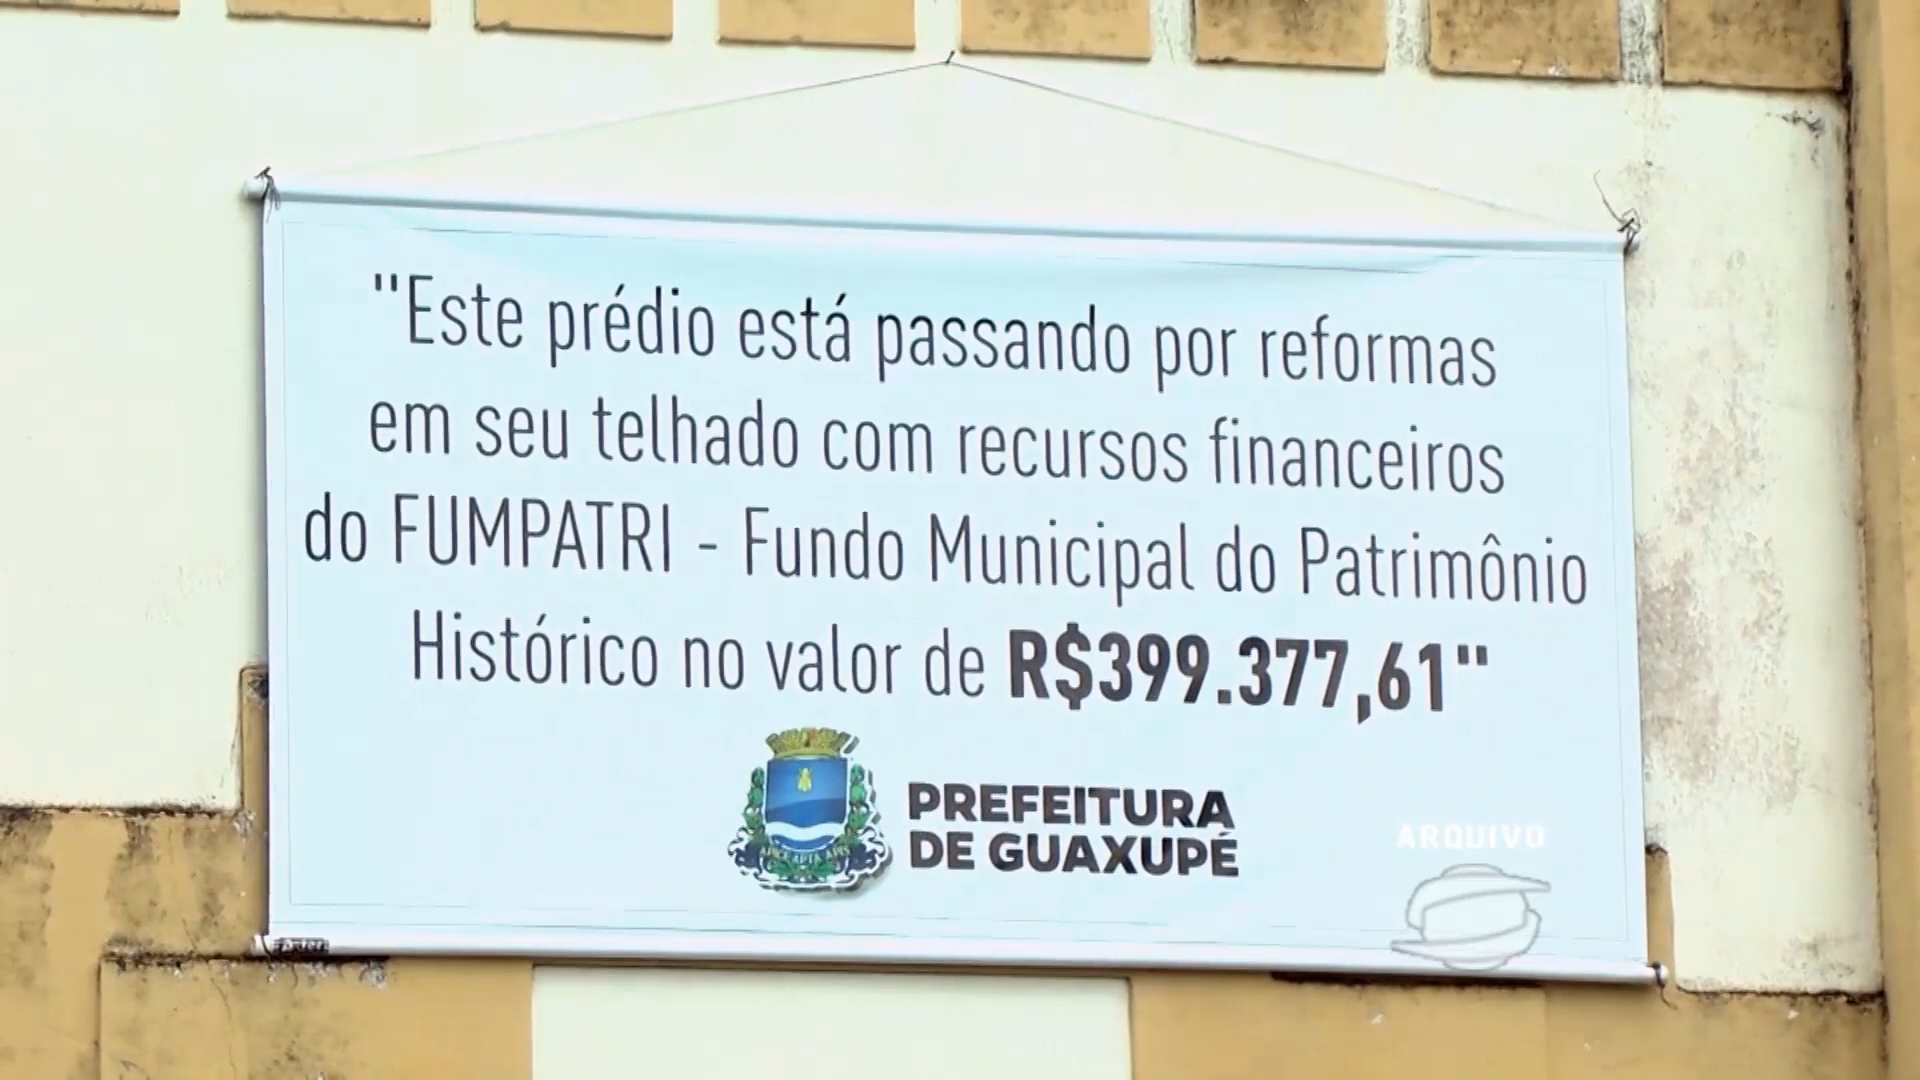 "Este prédio está passando por reformas
em seu telhado com recursos financeiros
do FUMPATRI - Fundo Municipal do Patrimônio
Histórico no valor de R$399.377,61"
PREFEITURA
DE GUAXUPÉ
ARQUIVO